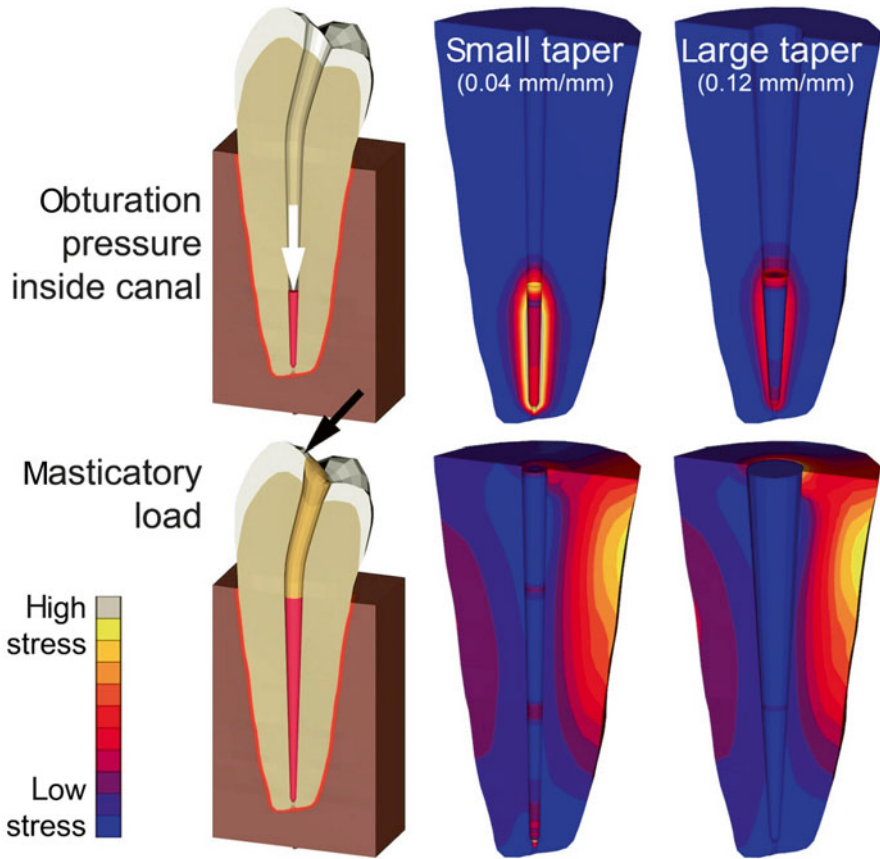 Small taper
(0.04 mm/mm)
Large taper
(0.12 mm/mm)
Obturation
pressure
inside canal
Masticatory
load
High
stress
Low
stress